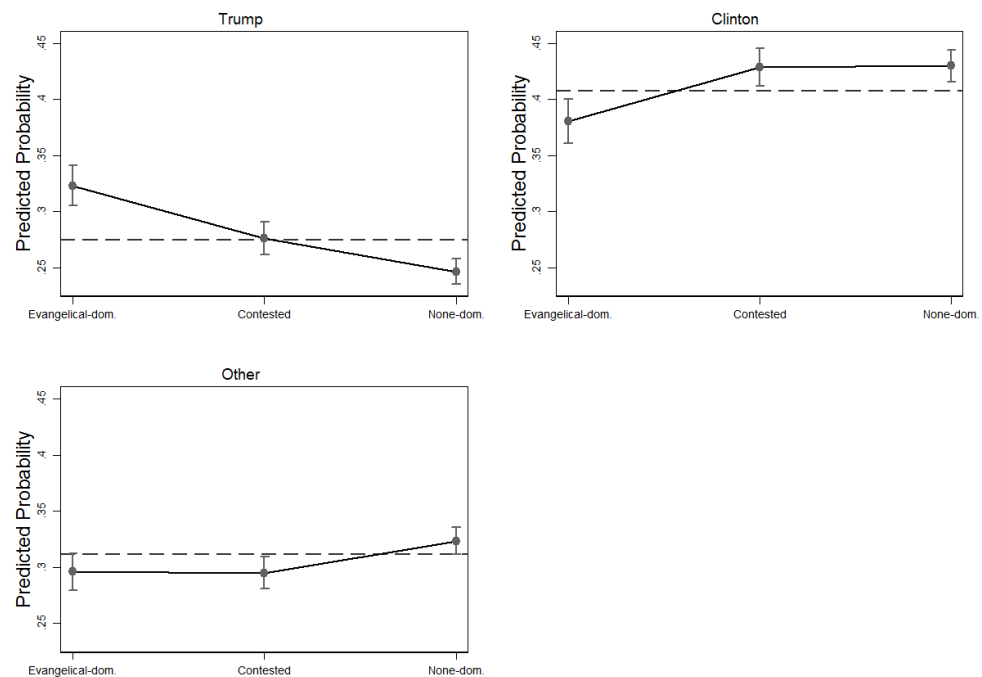 Trump
Predicted Probability
.45
.4
.35
.3
.25
Evangelical-dom.
Contested
None-dom.
Clinton
Predicted Probability
.45
.4
.35
.3
.25
Evangelical-dom.
Contested
None-dom.
Other
Predicted Probability
.45
.4
.35
.3
.25
Evangelical-dom.
Contested
None-dom.